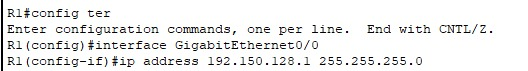 R1#config ter
Enter configuration commands, one per line.  End with CNTL/Z.
R1(config)#interface GigabitEthernet0/0
R1(config-if)#ip address 192.150.128.1 255.255.255.0